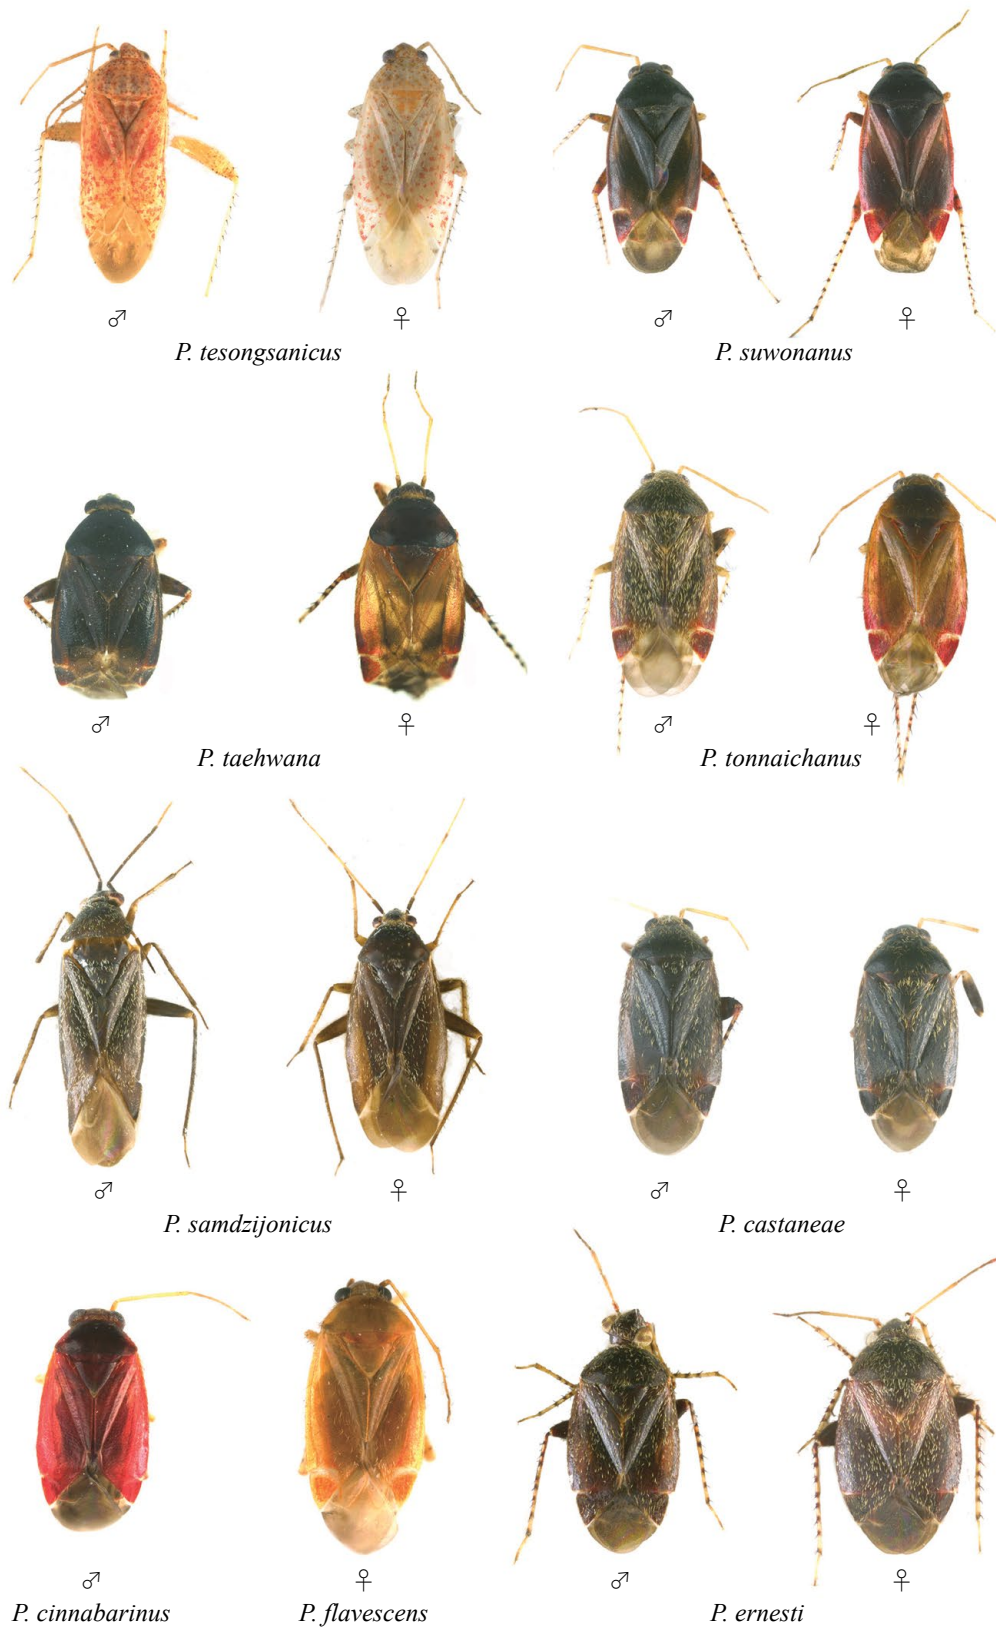 ♂ ♀ ♂ ♀
P. tesongsanicus P. suwonanus
♂ ♀ ♂ ♀
P. taehwana P. tonnaichanus
♂ ♀ ♂ ♀
P. samdzijonicus P. castaneae
♂ ♀ ♂ ♀
P. cinnabarinus P. flavescens P. ernesti